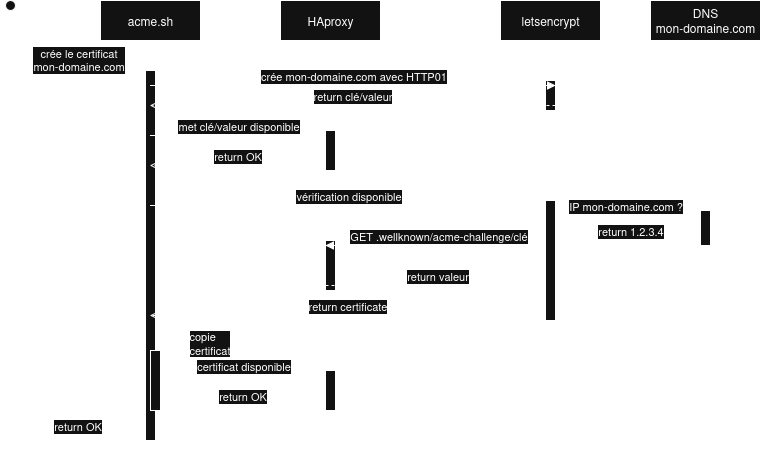 acme.sh
HAproxy
letsencrypt
DNS
mon-domaine.com
crée le certificat
mon-domaine.com
crée mon-domaine.com avec HTTP01
return clé/valeur
met clé/valeur disponible
return OK
vérification disponible
IP mon-domaine.com ?
return 1.2.3.4
GET .wellknown/acme-challenge/clé
return valeur
return certificate
copie
certificat
certificat disponible
return OK
return OK